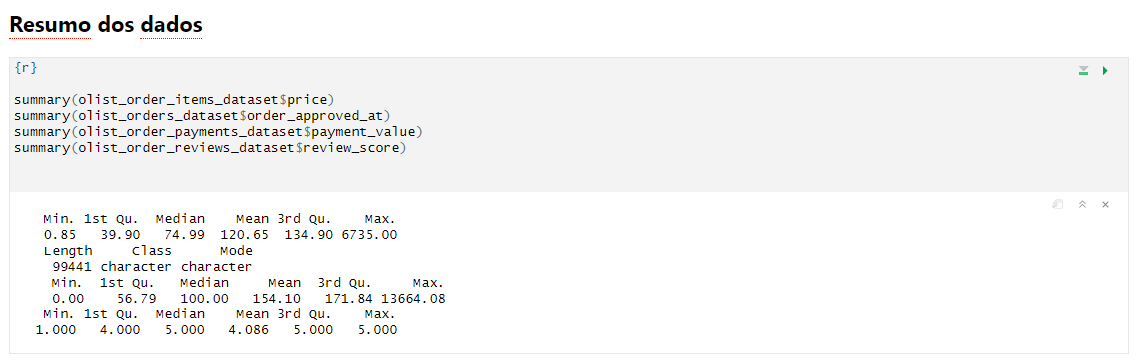 Resumo dos dados
{r}
summary(olist_order_items_dataset$price)
summary(olist_orders_dataset$order_approved_at)
summary(olist_order_payments_dataset$payment_value)
summary(olist_order_reviews_dataset$review_score)
Min. 1st Qu. Median Mean 3rd Qu. Max.
0.85 39.90 74.99 120.65 134.90 6735.00
Length Class Mode
99441 character character
Min. 1st Qu. Median Mean 3rd Qu. Max.
0.00 56.79 100.00 154.10 171.84 13664.08
Min. 1st Qu. Median Mean 3rd Qu. Max.
1.000 4.000 5.000 4.086 5.000 5.000